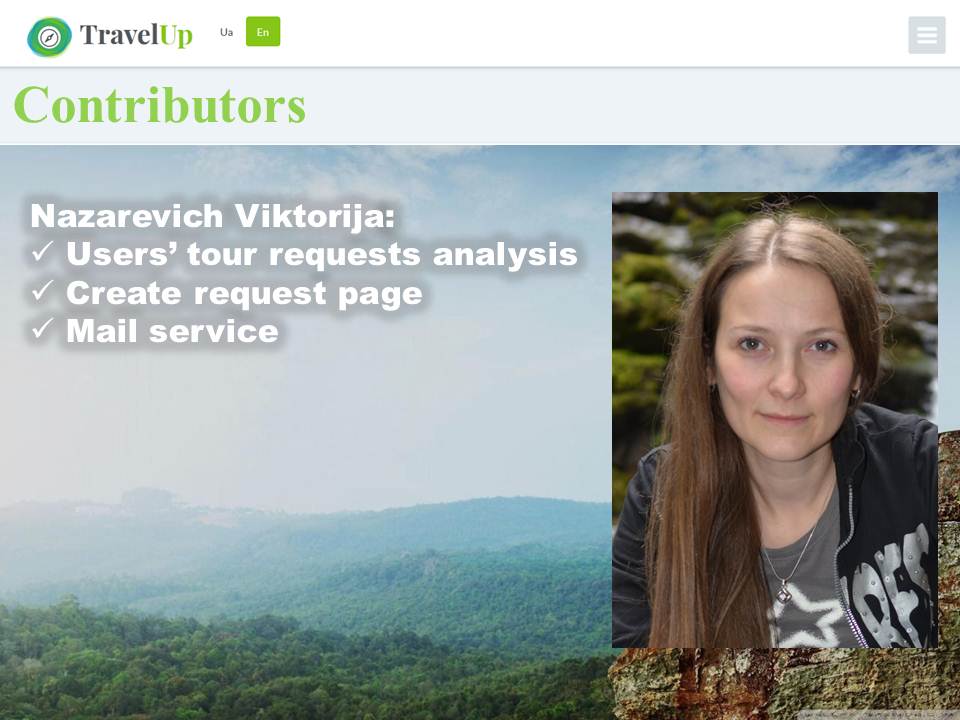 TravelUp Ua En
Contributors
Nazarevich Viktorija:
✓ Users’ tour requests analysis
✓ Create request page
✓ Mail service